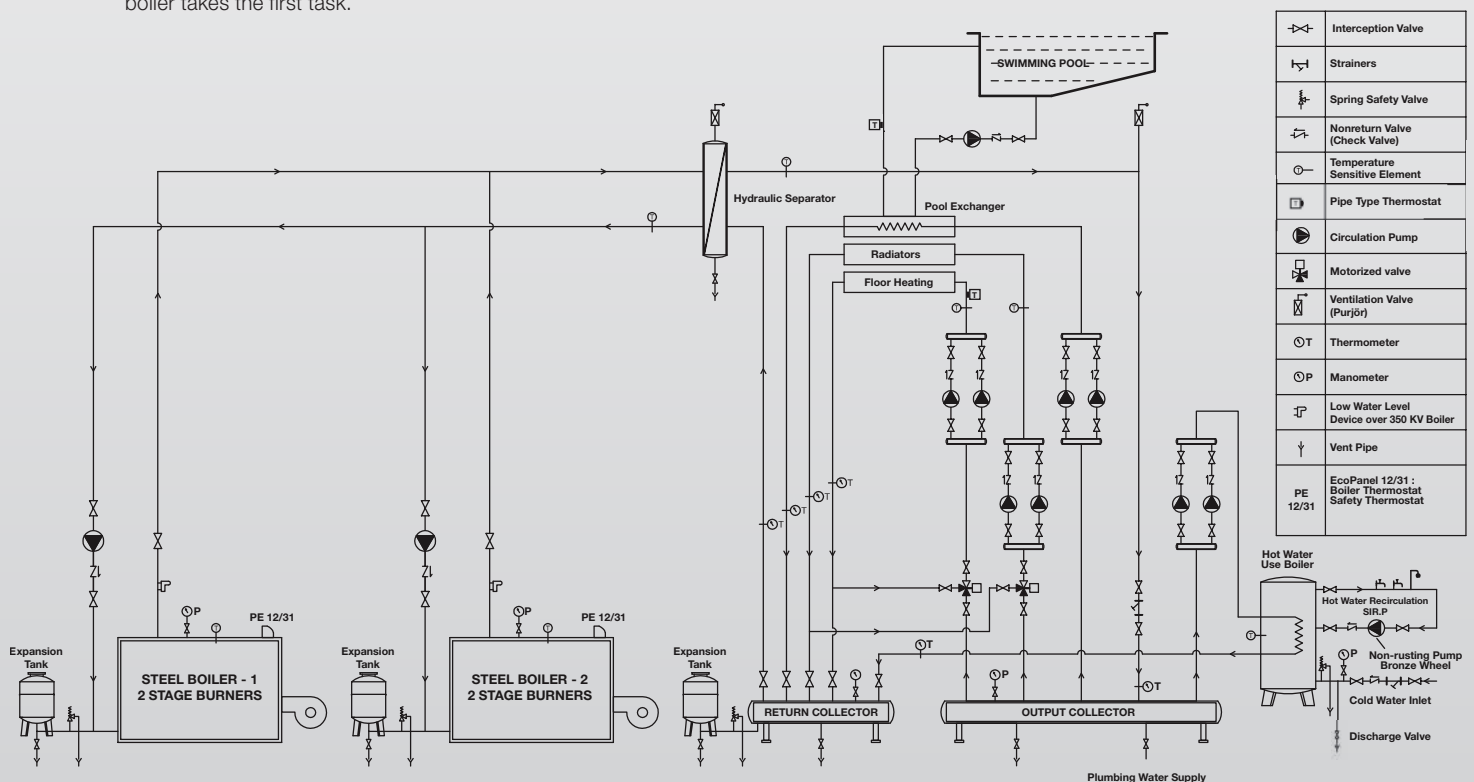 boiler takes the first task.
SWIMMING POOL
T
T
T
Hydraulic Separator
Pool Exchanger
Radiators
Floor Heating
T
T
T
T
T
T
T
P
PE 12/31
P
PE 12/31
Expansion
Tank
STEEL BOILER - 1
2 STAGE BURNERS
Expansion
Tank
STEEL BOILER - 2
2 STAGE BURNERS
Expansion
Tank
RETURN COLLECTOR
T
P
T
OUTPUT COLLECTOR
Plumbing Water Supply
Hot Water
Use Boiler
T
Hot Water Recirculation
SIR.P
P
Non-rusting Pump
Bronze Wheel
Cold Water Inlet
Discharge Valve
Interception Valve
Strainers
Spring Safety Valve
Nonreturn Valve
(Check Valve)
T
Temperature
Sensitive Element
T
Pipe Type Thermostat
Circulation Pump
Motorized valve
Ventilation Valve
(Purjör)
T
Thermometer
P
Manometer
Low Water Level
Device over 350 KV Boiler
Vent Pipe
PE
12/31
EcoPanel 12/31 :
Boiler Thermostat
Safety Thermostat